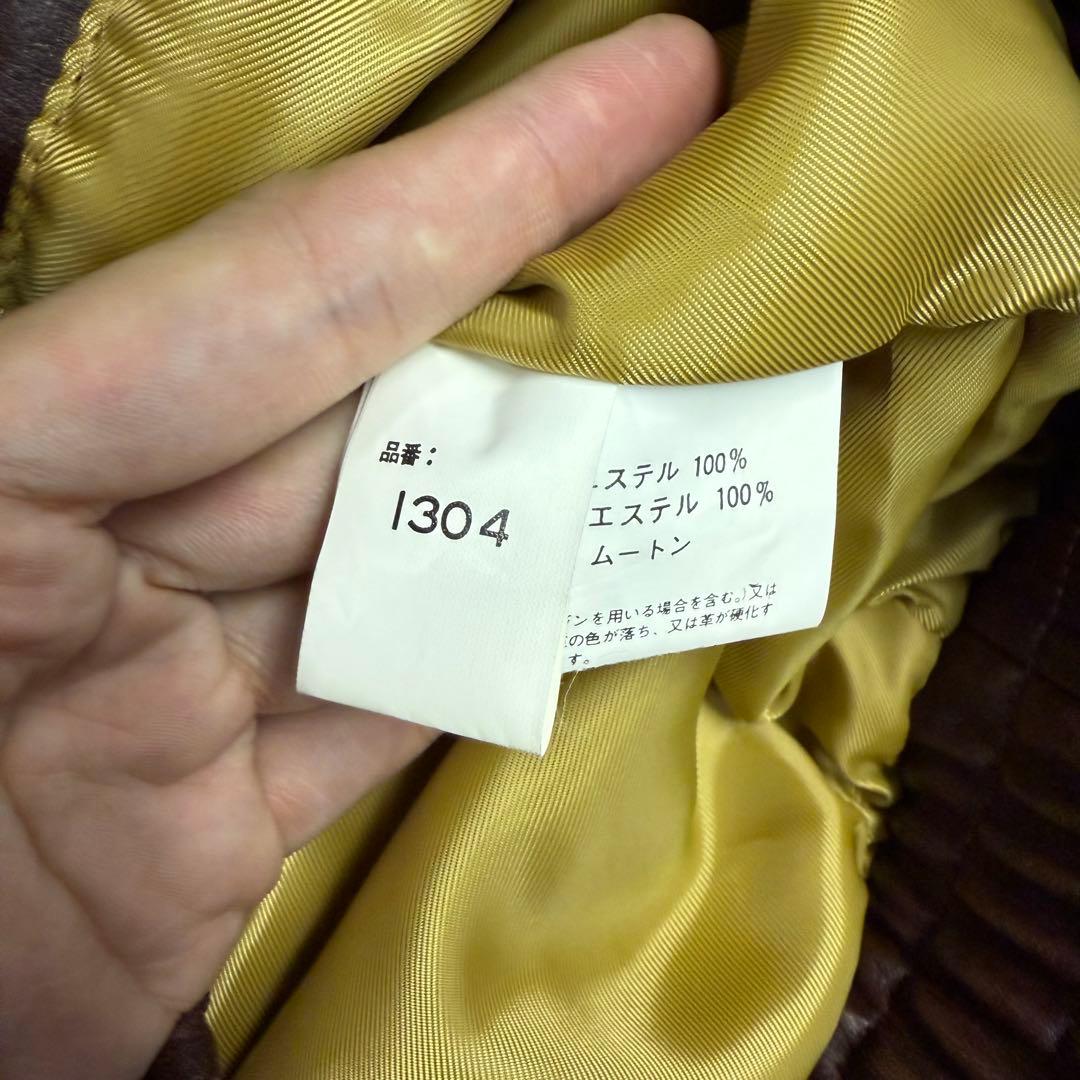 品番:
1304
エステル 100%
エステル 100%
ムートン
ジンを用いる場合を含む。)又は
の色が落ち、又は革が硬化す
す。